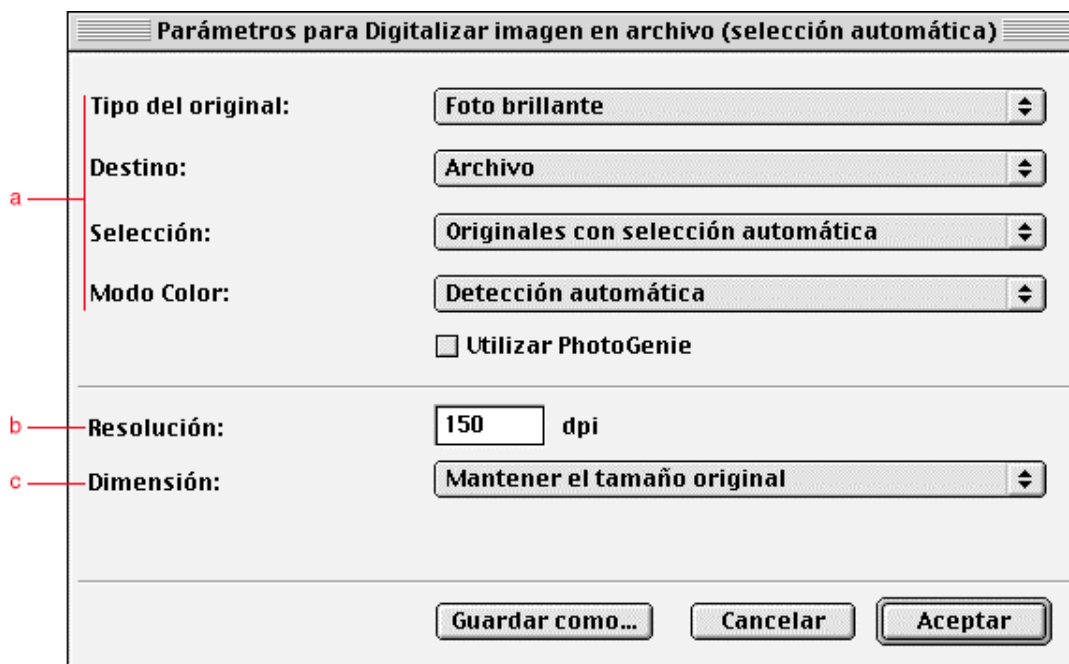 Parámetros para Digitalizar imagen en archivo (selección automática)
Tipo del original: Foto brillante
Destino: Archivo
a
Selección: Originales con selección automática
Modo Color: Detección automática
Utilizar PhotoGenie
b Resolución: 150 dpi
c Dimensión: Mantener el tamaño original
Guardar como... Cancelar Aceptar